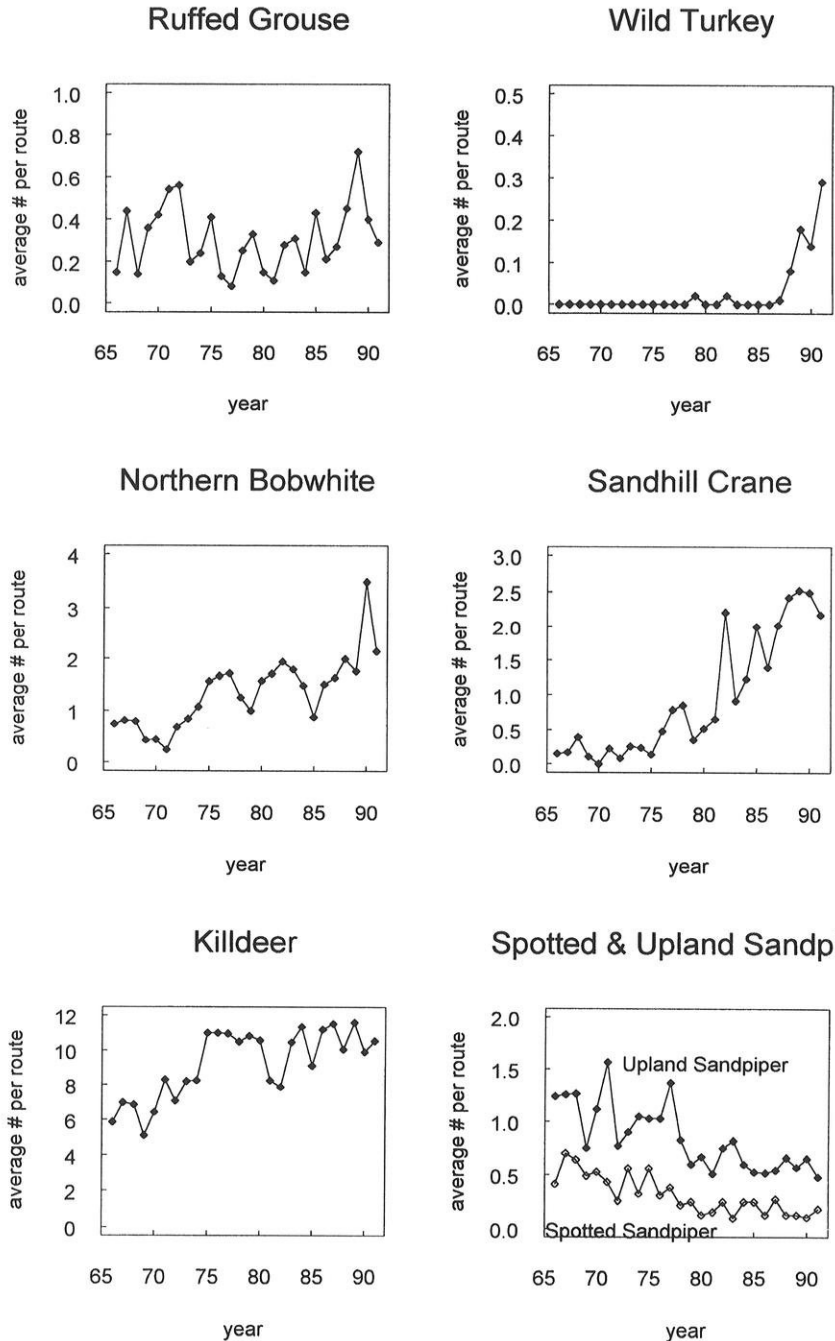 Ruffed Grouse
average # per route
1.0
0.8
0.6
0.4
0.2
0.0
65 70 75 80 85 90
year
Wild Turkey
average # per route
0.5
0.4
0.3
0.2
0.1
0.0
65 70 75 80 85 90
year
Northern Bobwhite
average # per route
4
3
2
1
0
65 70 75 80 85 90
year
Sandhill Crane
average # per route
3.0
2.5
2.0
1.5
1.0
0.5
0.0
65 70 75 80 85 90
year
Killdeer
average # per route
12
10
8
6
4
2
0
65 70 75 80 85 90
year
Spotted & Upland Sandp
average # per route
2.0
1.5
1.0
0.5
0.0
Upland Sandpiper
Spotted Sandpiper
65 70 75 80 85 90
year